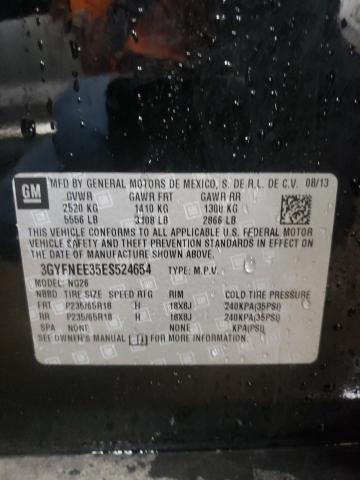 GM
MFD BY GENERAL MOTORS DE MEXICO, S. DE R.L. DE C.V. 08/13
GVWR GAWR FRT GAWR RR
2520 KG 1410 KG 1300 KG
5556 LB 3108 LB 2866 LB
THIS VEHICLE CONFORMS TO ALL APPLICABLE U.S. FEDERAL MOTOR
VEHICLE SAFETY, BUMPER, AND THEFT PREVENTION STANDARDS IN
EFFECT ON THE DATE OF MANUFACTURE SHOWN ABOVE.
3GYFNEE35ES524654 TYPE: M.P.V.
MODEL: NG26
NBBD TIRE SIZE SPEED RTG RIM COLD TIRE PRESSURE
FRT P235/65R18 H 18X8J 240KPA(35PSI)
RR P235/65R18 H 18X8J 240KPA(35PSI)
SPA NONE NONE KPA(PSI)
SEE OWNER'S MANUAL FOR ADDITIONAL INFORMATION